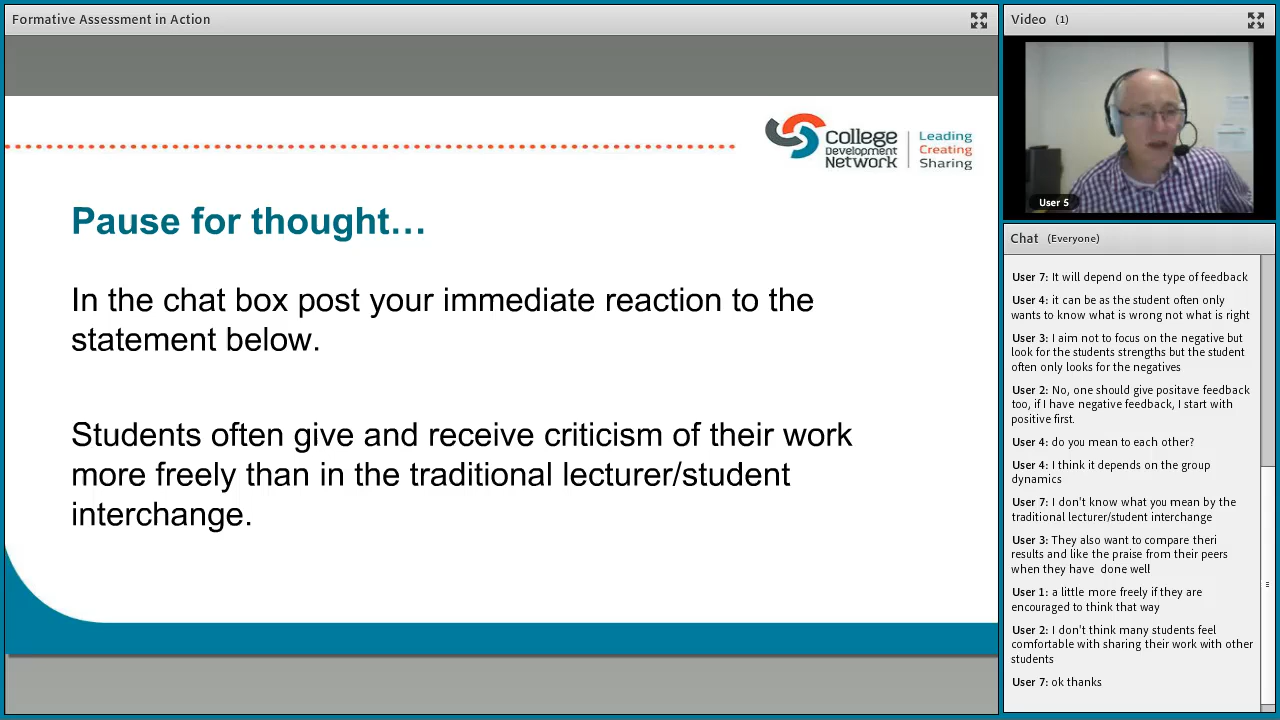 Formative Assessment in Action
COLLEGE
DEVELOPMENT
NETWORK
Leading
Creating
Sharing
Pause for thought…
In the chat box post your immediate reaction to the
statement below.
Students often give and receive criticism of their work
more freely than in the traditional lecturer/student
interchange.
Video (1)
User 5
Chat (Everyone)
User 7: It will depend on the type of feedback
User 4: it can be as the student often only
wants to know what is wrong not what is right
User 3: I aim not to focus on the negative but
look for the students strengths but the student
often only looks for the negatives
User 2: No, one should give positave feedback
too, if I have negative feedback, I start with
positive first.
User 4: do you mean to each other?
User 4: I think it depends on the group
dynamics
User 7: I don't know what you mean by the
traditional lecturer/student interchange
User 3: They also want to compare theri
results and like the praise from their peers
when they have done well
User 1: a little more freely if they are
encouraged to think that way
User 2: I don't think many students feel
comfortable with sharing their work with other
students
User 7: ok thanks